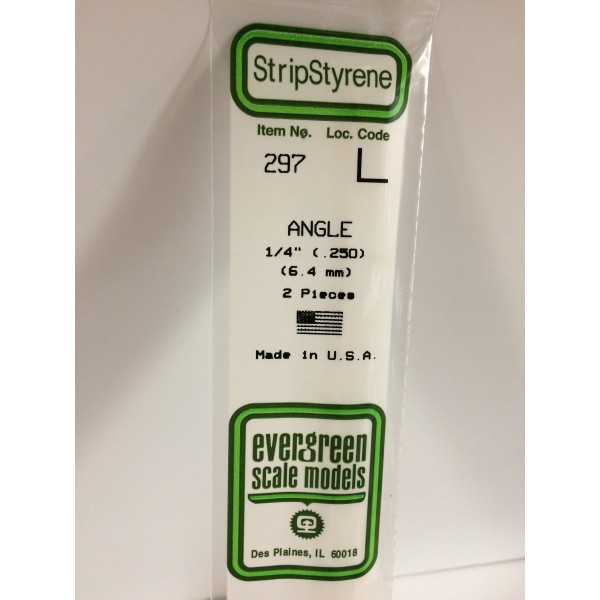 StripStyrene
Item No. Loc. Code
297 L
ANGLE
1/4" (.250)
(6.4 mm)
2 Pieces
Made in U.S.A.
evergreen
scale models
Des Plaines, IL 60018